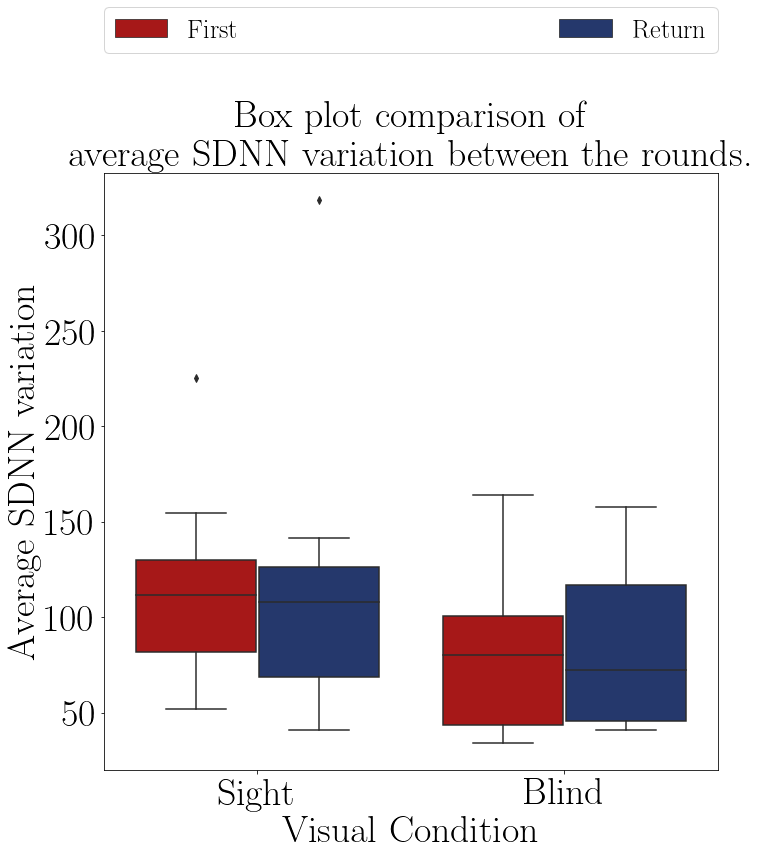 First
Return
Box plot comparison of
average SDNN variation between the rounds.
Average SDNN variation
300
250
200
150
100
50
Sight
Blind
Visual Condition